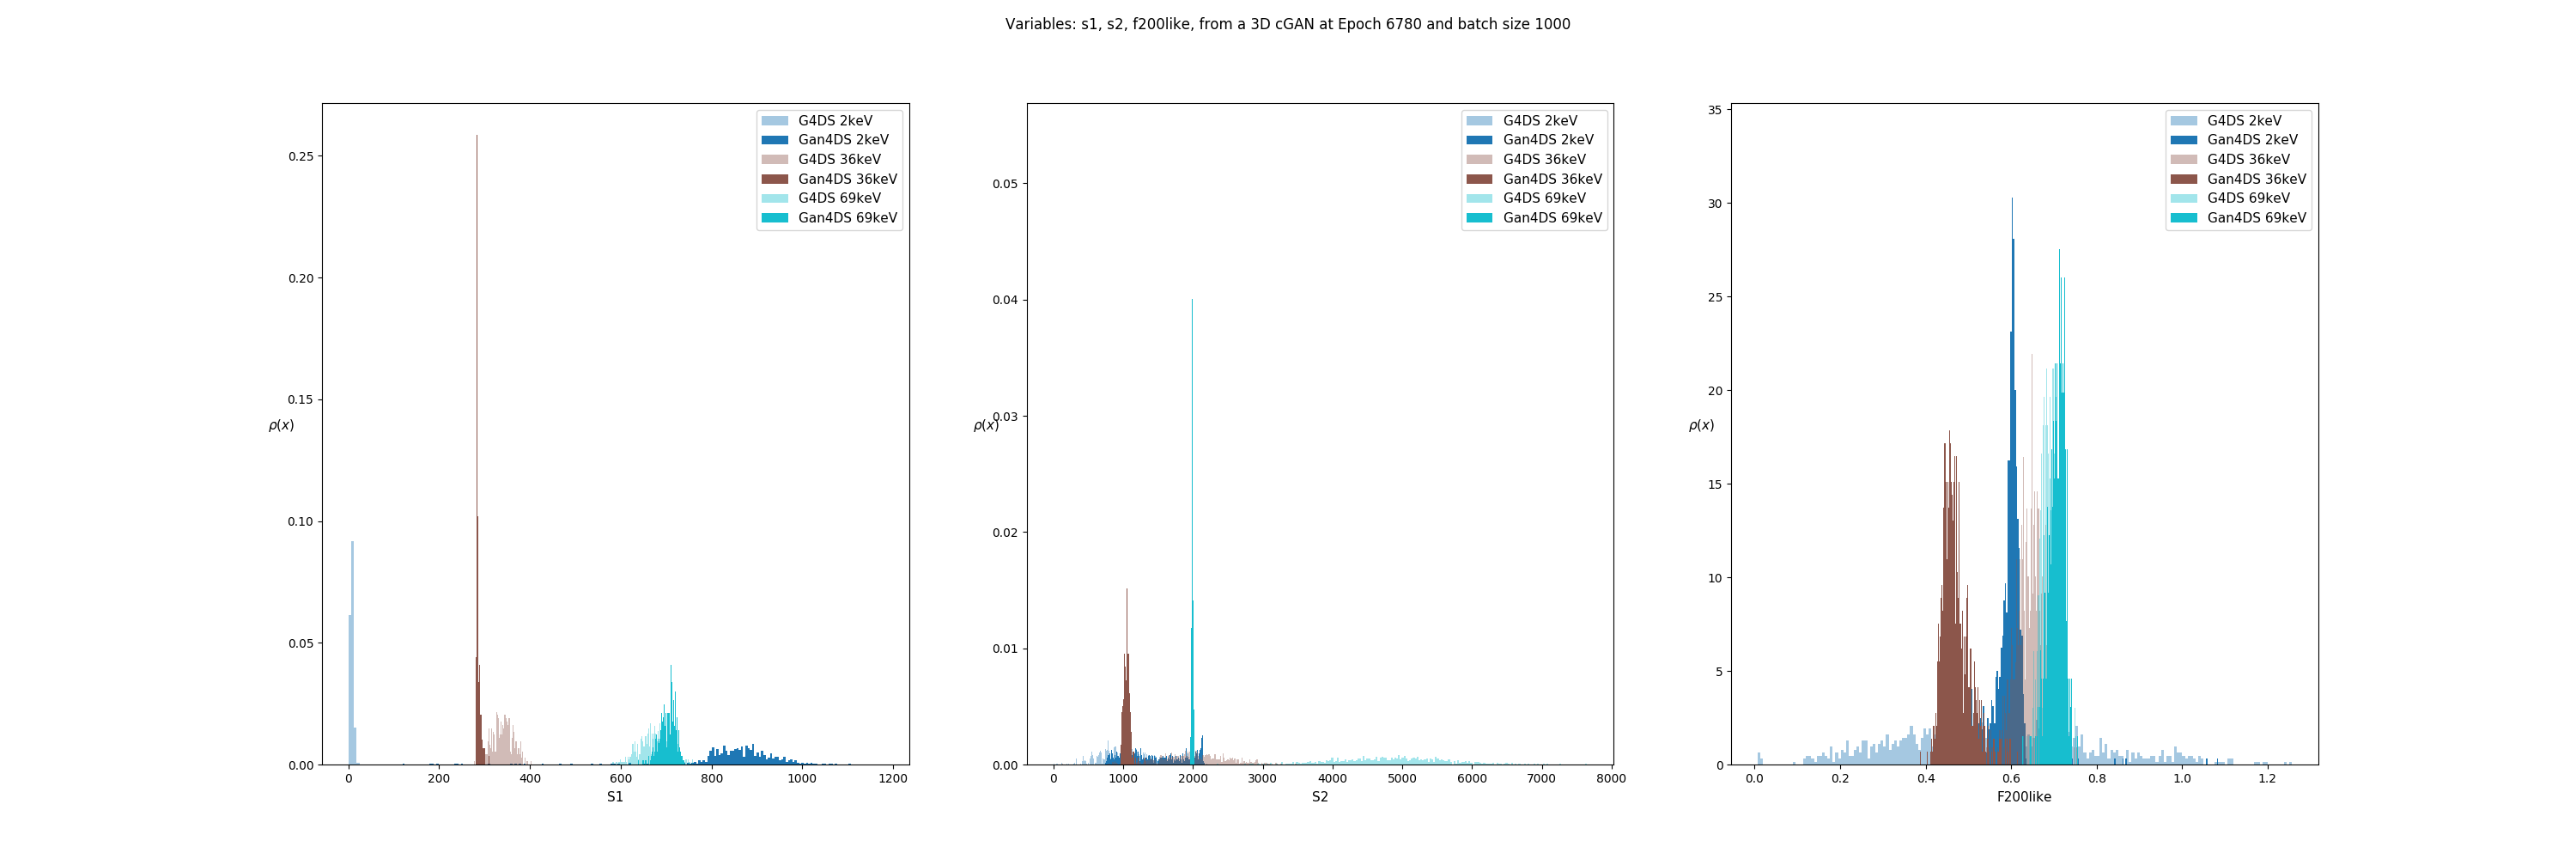 Variables: s1, s2, f200like, from a 3D cGAN at Epoch 6780 and batch size 1000
0.25
0.20
0.15
0.10
0.05
0.00
ρ(x)
0
200
400
600
800
1000
1200
S1
G4DS 2keV
Gan4DS 2keV
G4DS 36keV
Gan4DS 36keV
G4DS 69keV
Gan4DS 69keV
0.05
0.04
0.03
0.02
0.01
0.00
ρ(x)
0
1000
2000
3000
4000
5000
6000
7000
8000
S2
G4DS 2keV
Gan4DS 2keV
G4DS 36keV
Gan4DS 36keV
G4DS 69keV
Gan4DS 69keV
35
30
25
20
15
10
5
0
ρ(x)
0.0
0.2
0.4
0.6
0.8
1.0
1.2
F200like
G4DS 2keV
Gan4DS 2keV
G4DS 36keV
Gan4DS 36keV
G4DS 69keV
Gan4DS 69keV